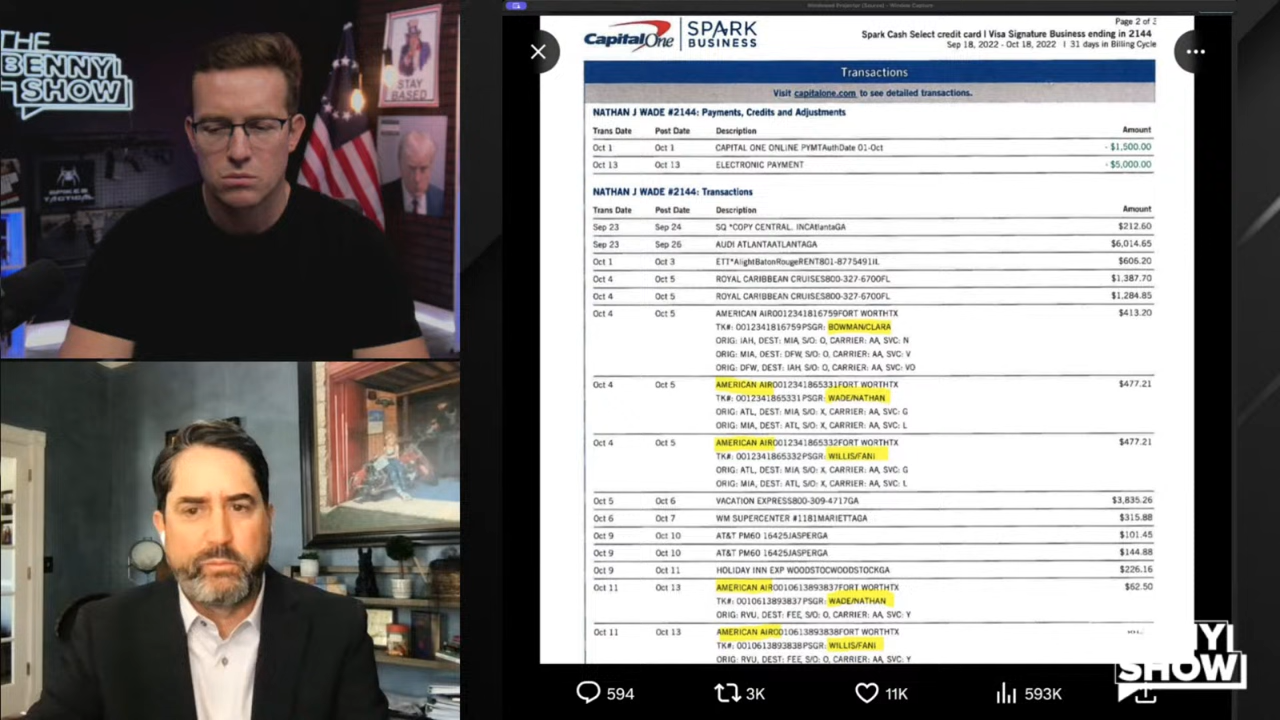 THE
BENNY
SHOW
STAY
BASED
CapitalOne
SPARK
BUSINESS
Page 2 of 3
Spark Cash Select credit card | Visa Signature Business ending in 2144
Sep 18, 2022 - Oct 18, 2022 | 31 days in Billing Cycle
Transactions
Visit capitalone.com to see detailed transactions.
NATHAN J WADE #2144: Payments, Credits and Adjustments
Trans Date Post Date Description Amount
Oct 1 Oct 1 CAPITAL ONE ONLINE PYMTAuthDate 01-Oct - $1,500.00
Oct 13 Oct 13 ELECTRONIC PAYMENT - $5,000.00
NATHAN J WADE #2144: Transactions
Trans Date Post Date Description Amount
Sep 23 Sep 24 SQ *COPY CENTRAL, INCAtlantaGA $212.60
Sep 23 Sep 26 AUDI ATLANTAATLANTAGA $6,014.65
Oct 1 Oct 3 ETT*AlightBatonRougeRENT801-8775491IL $606.20
Oct 4 Oct 5 ROYAL CARIBBEAN CRUISES800-327-6700FL $1,387.70
Oct 4 Oct 5 ROYAL CARIBBEAN CRUISES800-327-6700FL $1,284.85
Oct 4 Oct 5 AMERICAN AIR0012341816759FORT WORTHTX $413.20
TK#: 0012341816759PSGR: BOWMAN/CLARA
ORIG: IAH, DEST: MIA, S/O: O, CARRIER: AA, SVC: N
ORIG: MIA, DEST: DFW, S/O: O, CARRIER: AA, SVC: V
ORIG: DFW, DEST: IAH, S/O: O, CARRIER: AA, SVC: VO
Oct 4 Oct 5 AMERICAN AIR0012341865331FORT WORTHTX $477.21
TK#: 0012341865331PSGR: WADE/NATHAN
ORIG: ATL, DEST: MIA, S/O: X, CARRIER: AA, SVC: G
ORIG: MIA, DEST: ATL, S/O: X, CARRIER: AA, SVC: L
Oct 4 Oct 5 AMERICAN AIR0012341865332FORT WORTHTX $477.21
TK#: 0012341865332PSGR: WILLIS/FANI
ORIG: ATL, DEST: MIA, S/O: X, CARRIER: AA, SVC: G
ORIG: MIA, DEST: ATL, S/O: X, CARRIER: AA, SVC: L
Oct 5 Oct 6 VACATION EXPRESS800-309-4717GA $3,835.26
Oct 6 Oct 7 WM SUPERCENTER #1181MARIETTAGA $315.88
Oct 9 Oct 10 AT&T PM60 16425JASPERGA $101.45
Oct 9 Oct 10 AT&T PM60 16425JASPERGA $144.88
Oct 9 Oct 11 HOLIDAY INN EXP WOODSTOCWOODSTOCKGA $226.16
Oct 11 Oct 13 AMERICAN AIR0010613893837FORT WORTHTX $62.50
TK#: 0010613893837PSGR: WADE/NATHAN
ORIG: RVU, DEST: FEE, S/O: O, CARRIER: AA, SVC: Y
Oct 11 Oct 13 AMERICAN AIR0010613893838FORT WORTHTX
TK#: 0010613893838PSGR: WILLIS/FANI
ORIG: RVU, DEST: FEE, S/O: O, CARRIER: AA, SVC: Y
594 3K 11K 593K
SHOW